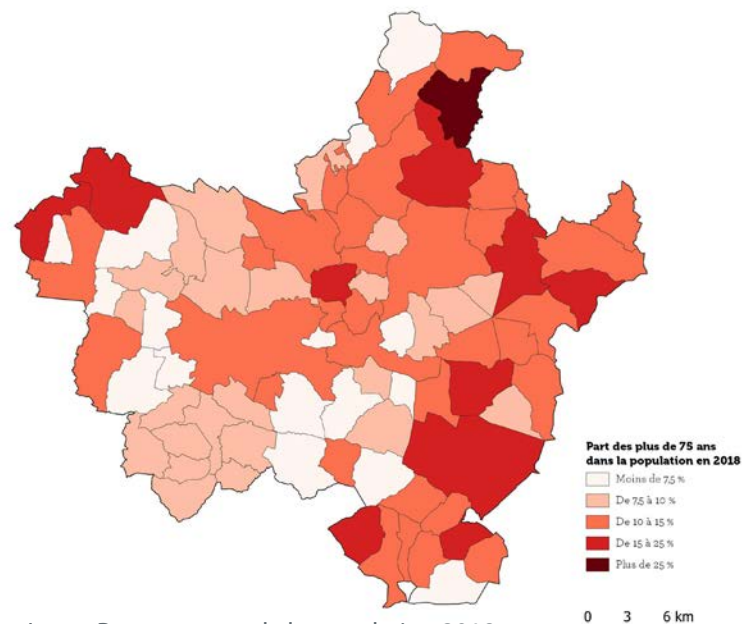 Part des plus de 75 ans
dans la population en 2018
Moins de 7,5 %
De 7,5 à 10 %
De 10 à 15 %
De 15 à 25 %
Plus de 25 %
0 3 6 km